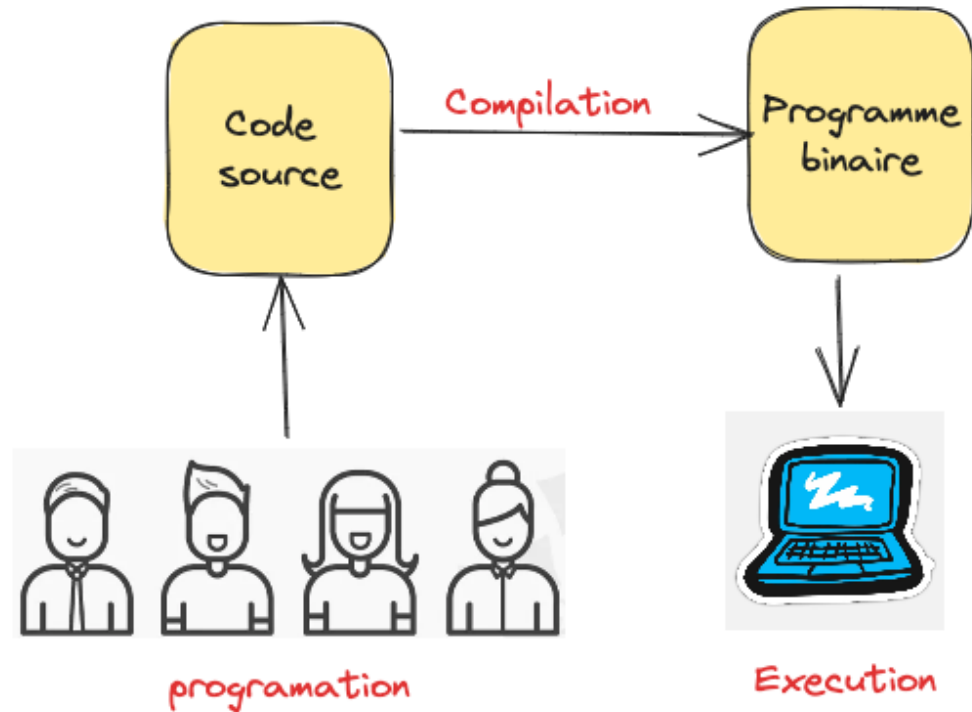 Code
source
Compilation
Programme
binaire
programation
Execution